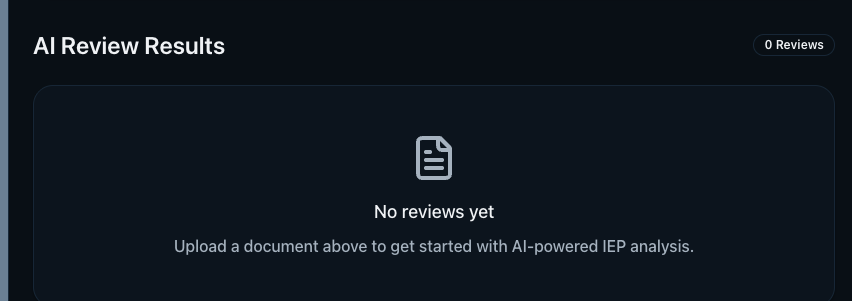 AI Review Results
0 Reviews
No reviews yet
Upload a document above to get started with AI-powered IEP analysis.